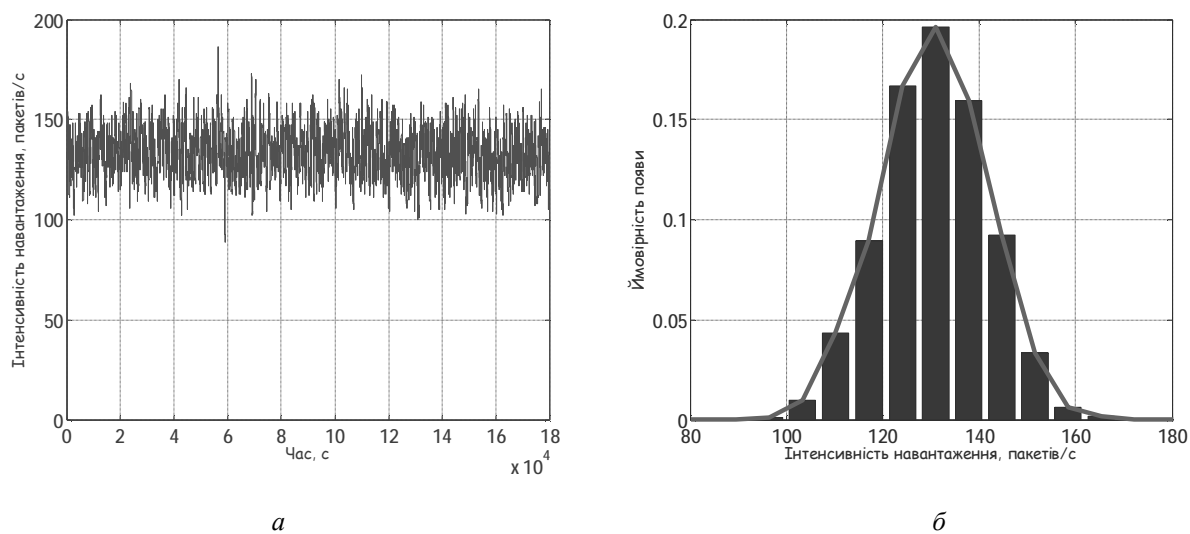 200
150
100
50
0
Інтенсивність навантаження, пакетів/с
0 2 4 6 8 10 12 14 16 18
Час, с
x 10^4
а
0.2
0.15
0.1
0.05
0
Ймовірність появи
80 100 120 140 160 180
Інтенсивність навантаження, пакетів/с
б